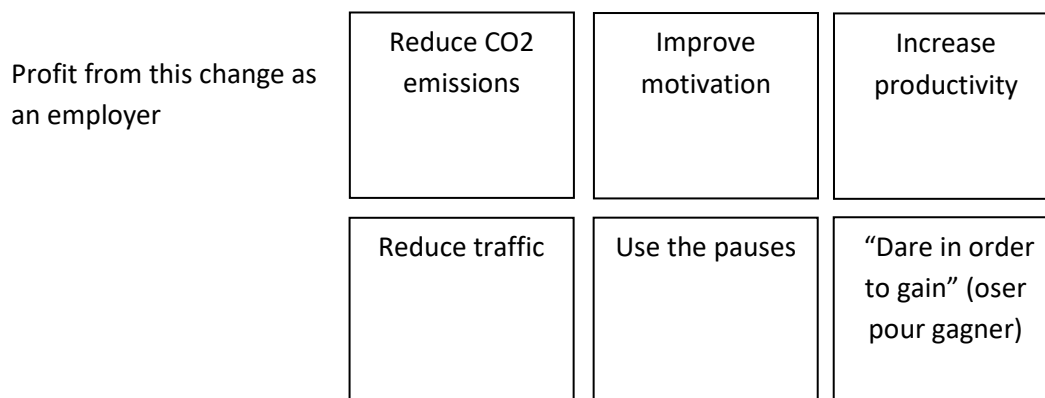 Profit from this change as
an employer
Reduce CO2
emissions
Improve
motivation
Increase
productivity
Reduce traffic
Use the pauses
“Dare in order
to gain” (oser
pour gagner)